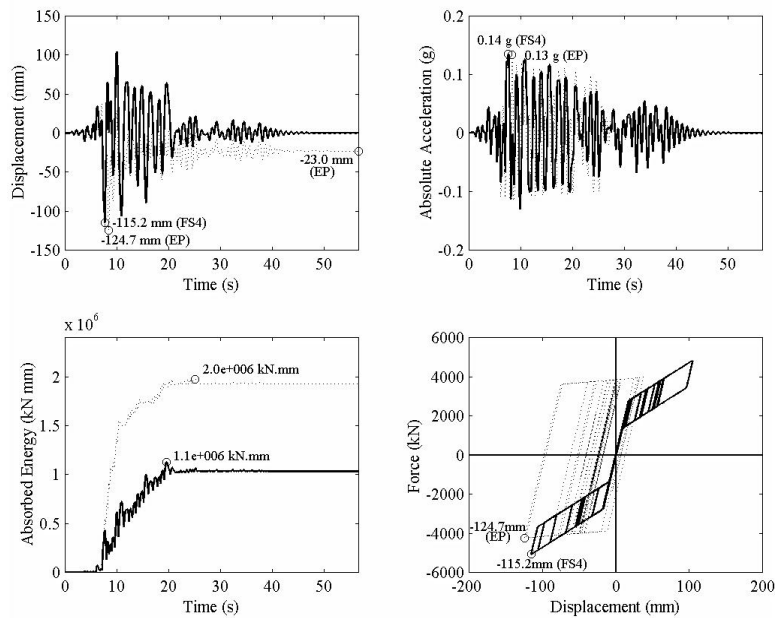 150
100
50
0
-50
-100
-150
0 10 20 30 40 50
Displacement (mm)
Time (s)
-23.0 mm
(EP)
-115.2 mm (FS4)
-124.7 mm (EP)
0.2
0.1
0
-0.1
-0.2
0 10 20 30 40 50
Absolute Acceleration (g)
Time (s)
0.14 g (FS4)
0.13 g (EP)
x 10⁶
2
1.5
1
0.5
0
0 10 20 30 40 50
Absorbed Energy (kN mm)
Time (s)
2.0e+006 kN.mm
1.1e+006 kN.mm
6000
4000
2000
0
-2000
-4000
-6000
-200 -100 0 100 200
Force (kN)
Displacement (mm)
-124.7mm
(EP)
-115.2mm (FS4)